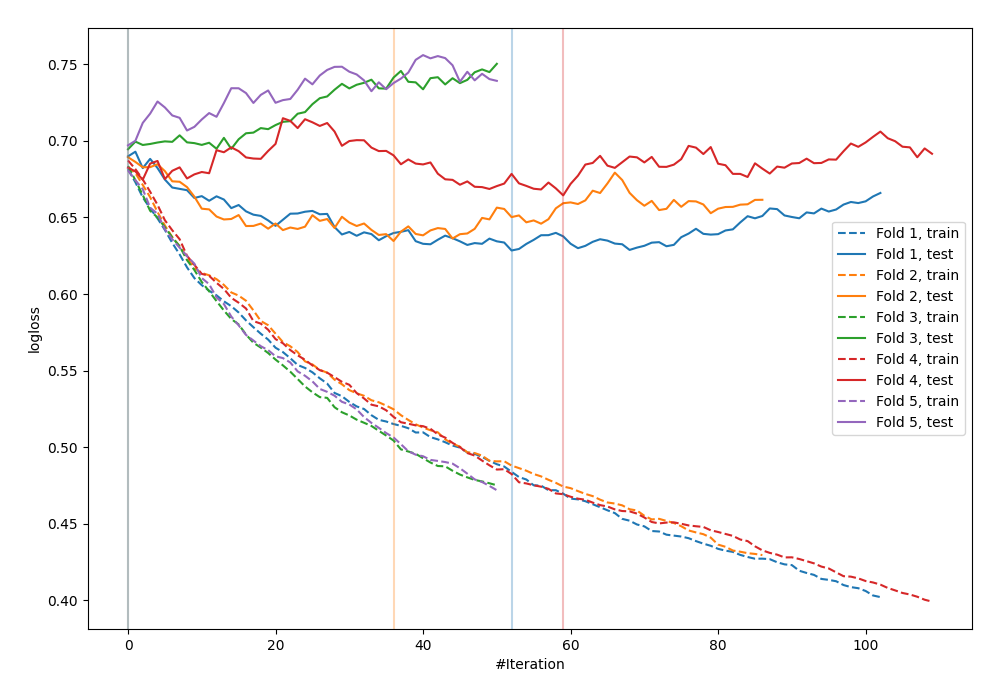 0.75
0.70
0.65
0.60
0.55
0.50
0.45
0.40
logloss
0
20
40
60
80
100
#Iteration
Fold 1, train
Fold 1, test
Fold 2, train
Fold 2, test
Fold 3, train
Fold 3, test
Fold 4, train
Fold 4, test
Fold 5, train
Fold 5, test